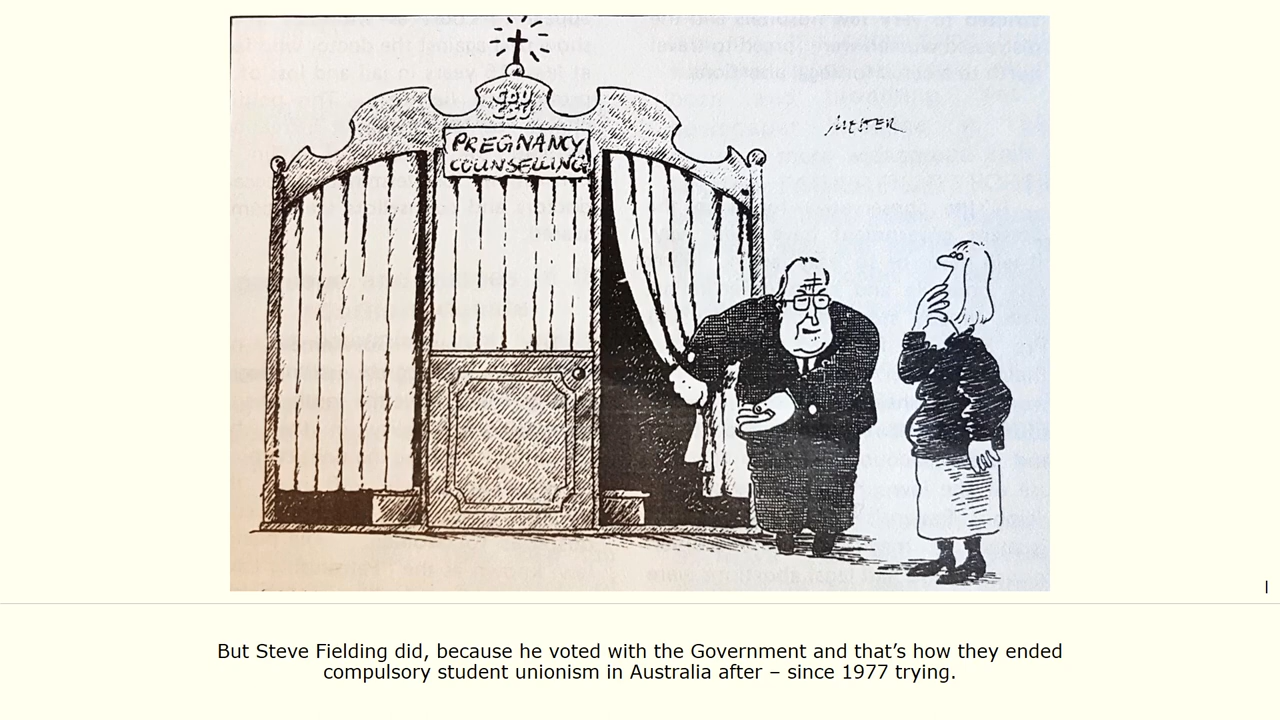 PREGNANCY
COUNSELLING
But Steve Fielding did, because he voted with the Government and that’s how they ended
compulsory student unionism in Australia after – since 1977 trying.